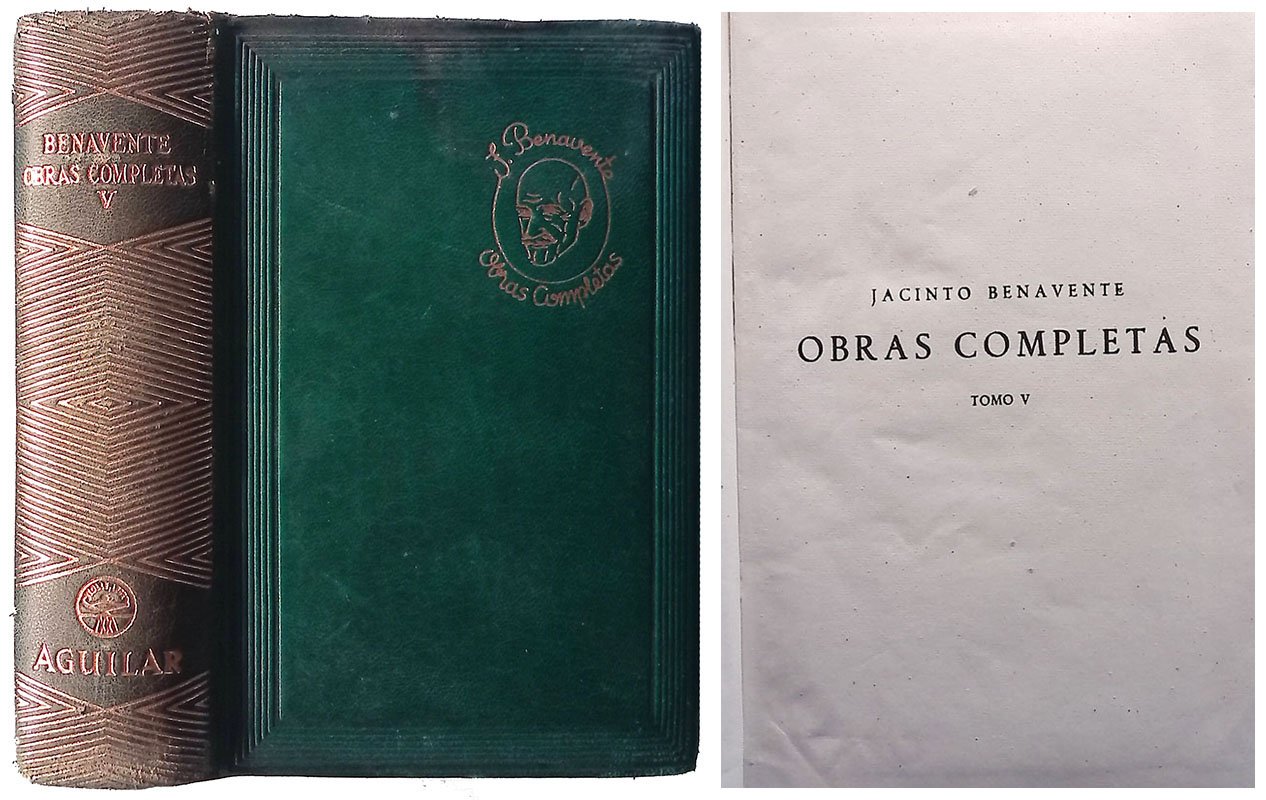 BENAVENTE
OBRAS COMPLETAS
V
AGUILAR
J. Benavente
Obras Completas
JACINTO BENAVENTE
OBRAS COMPLETAS
TOMO V